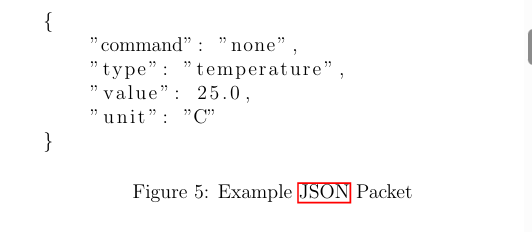 {
"command": "none",
"type": "temperature",
"value": 25.0,
"unit": "C"
}
Figure 5: Example JSON Packet